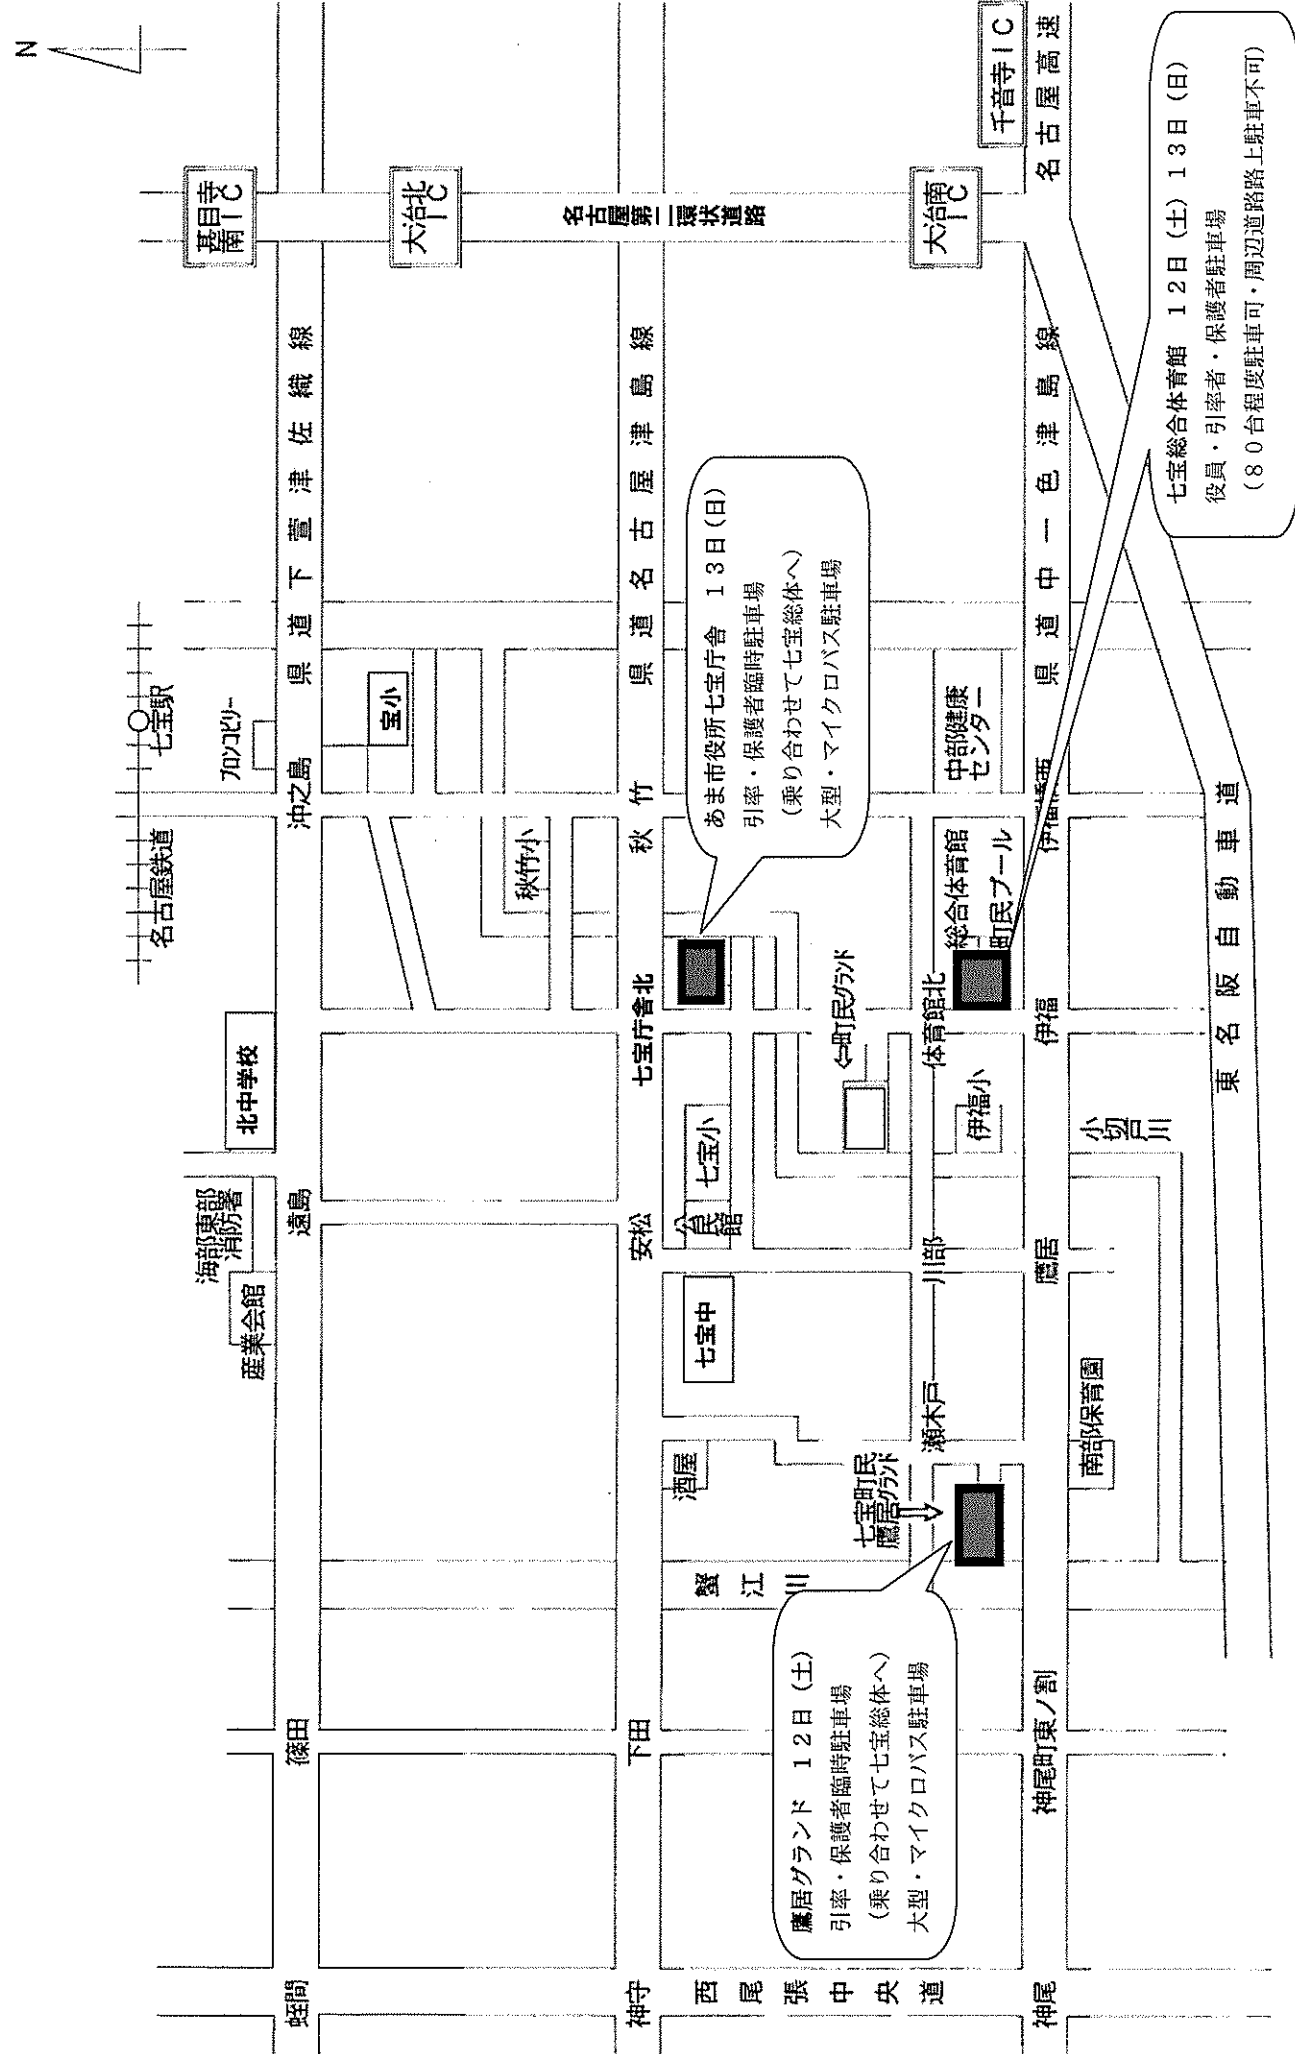 N
七宝駅
名古屋鉄道
ブロンコビリー
北中学校
海部東部
消防署
産業会館
甚目寺
南IC
県道下萱津佐織線
沖之島
遠島
篠田
蛭間
宝小
大治北
IC
秋竹小
名古屋第二環状道路
県道名古屋津島線
秋竹
七宝庁舎北
安松
下田
神守
七宝小
公民館
七宝中
酒屋
蟹江川
西尾張中央道
あま市役所七宝庁舎 13日(日)
引率・保護者臨時駐車場
(乗り合わせて七宝総体へ)
大型・マイクロバス駐車場
⇦町民グランド
七宝町民
鷹居グランド
鷹居グランド 12日(土)
引率・保護者臨時駐車場
(乗り合わせて七宝総体へ)
大型・マイクロバス駐車場
大治南
IC
中部健康
センター
総合体育館
町民プール
体育館北
伊福小
川部
瀬木戸
千音寺IC
名古屋高速
県道中一色津島線
伊福橋西
伊福
鷹居
神尾町東ノ割
神尾
小切戸川
南部保育園
東名阪自動車道
七宝総合体育館 12日(土)13日(日)
役員・引率者・保護者駐車場
(80台程度駐車可・周辺道路路上駐車不可)